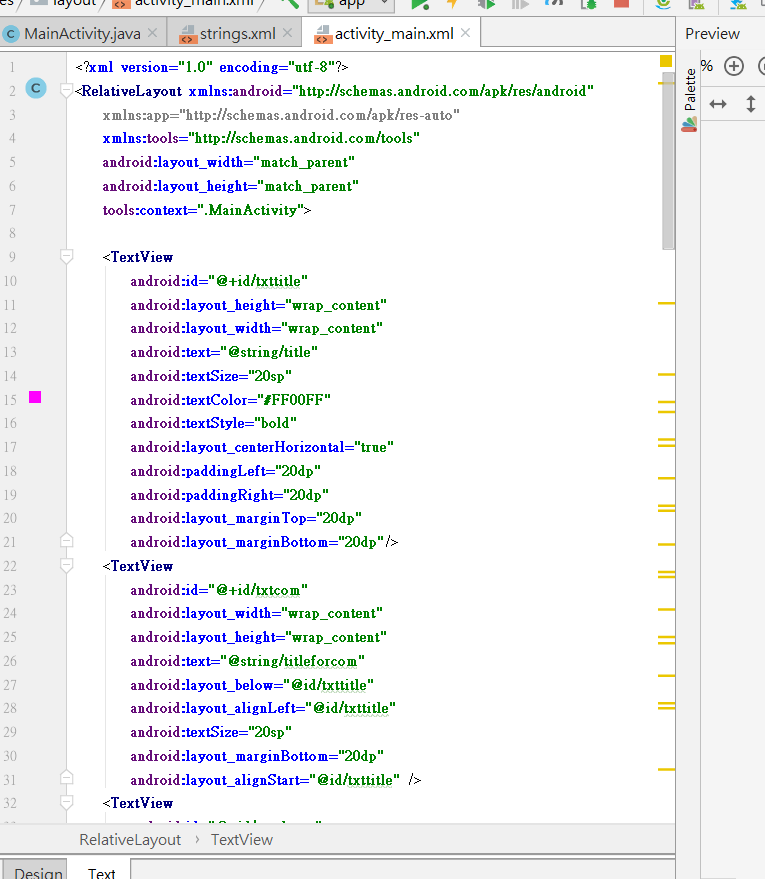 layout
activity_main.xml
app
MainActivity.java
strings.xml
activity_main.xml
Preview
1 <?xml version="1.0" encoding="utf-8"?>
2 <RelativeLayout xmlns:android="http://schemas.android.com/apk/res/android"
3 xmlns:app="http://schemas.android.com/apk/res-auto"
4 xmlns:tools="http://schemas.android.com/tools"
5 android:layout_width="match_parent"
6 android:layout_height="match_parent"
7 tools:context=".MainActivity">
8
9 <TextView
10 android:id="@+id/txttitle"
11 android:layout_height="wrap_content"
12 android:layout_width="wrap_content"
13 android:text="@string/title"
14 android:textSize="20sp"
15 android:textColor="#FF00FF"
16 android:textStyle="bold"
17 android:layout_centerHorizontal="true"
18 android:paddingLeft="20dp"
19 android:paddingRight="20dp"
20 android:layout_marginTop="20dp"
21 android:layout_marginBottom="20dp"/>
22 <TextView
23 android:id="@+id/txtcom"
24 android:layout_width="wrap_content"
25 android:layout_height="wrap_content"
26 android:text="@string/titleforcom"
27 android:layout_below="@id/txttitle"
28 android:layout_alignLeft="@id/txttitle"
29 android:textSize="20sp"
30 android:layout_marginBottom="20dp"
31 android:layout_alignStart="@id/txttitle" />
32 <TextView
%
Palette
RelativeLayout › TextView
Design
Text